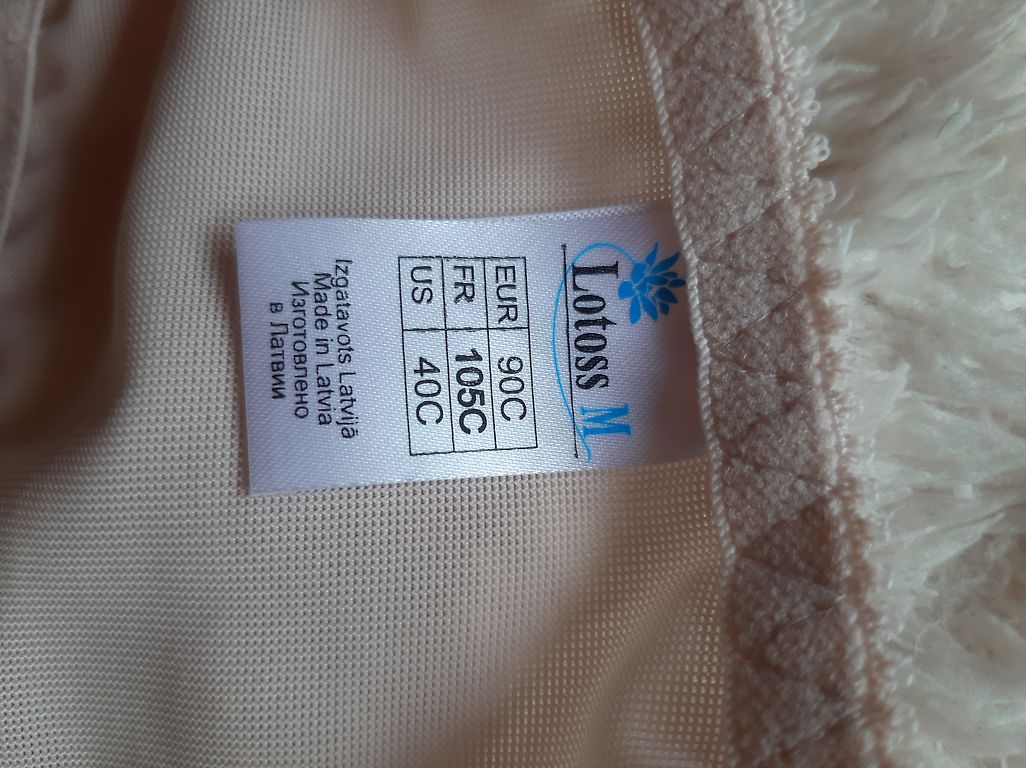 Lotoss M
EUR 90C
FR 105C
US 40C
Izgatavots Latvijā
Made in Latvia
Изготовлено
в Латвии